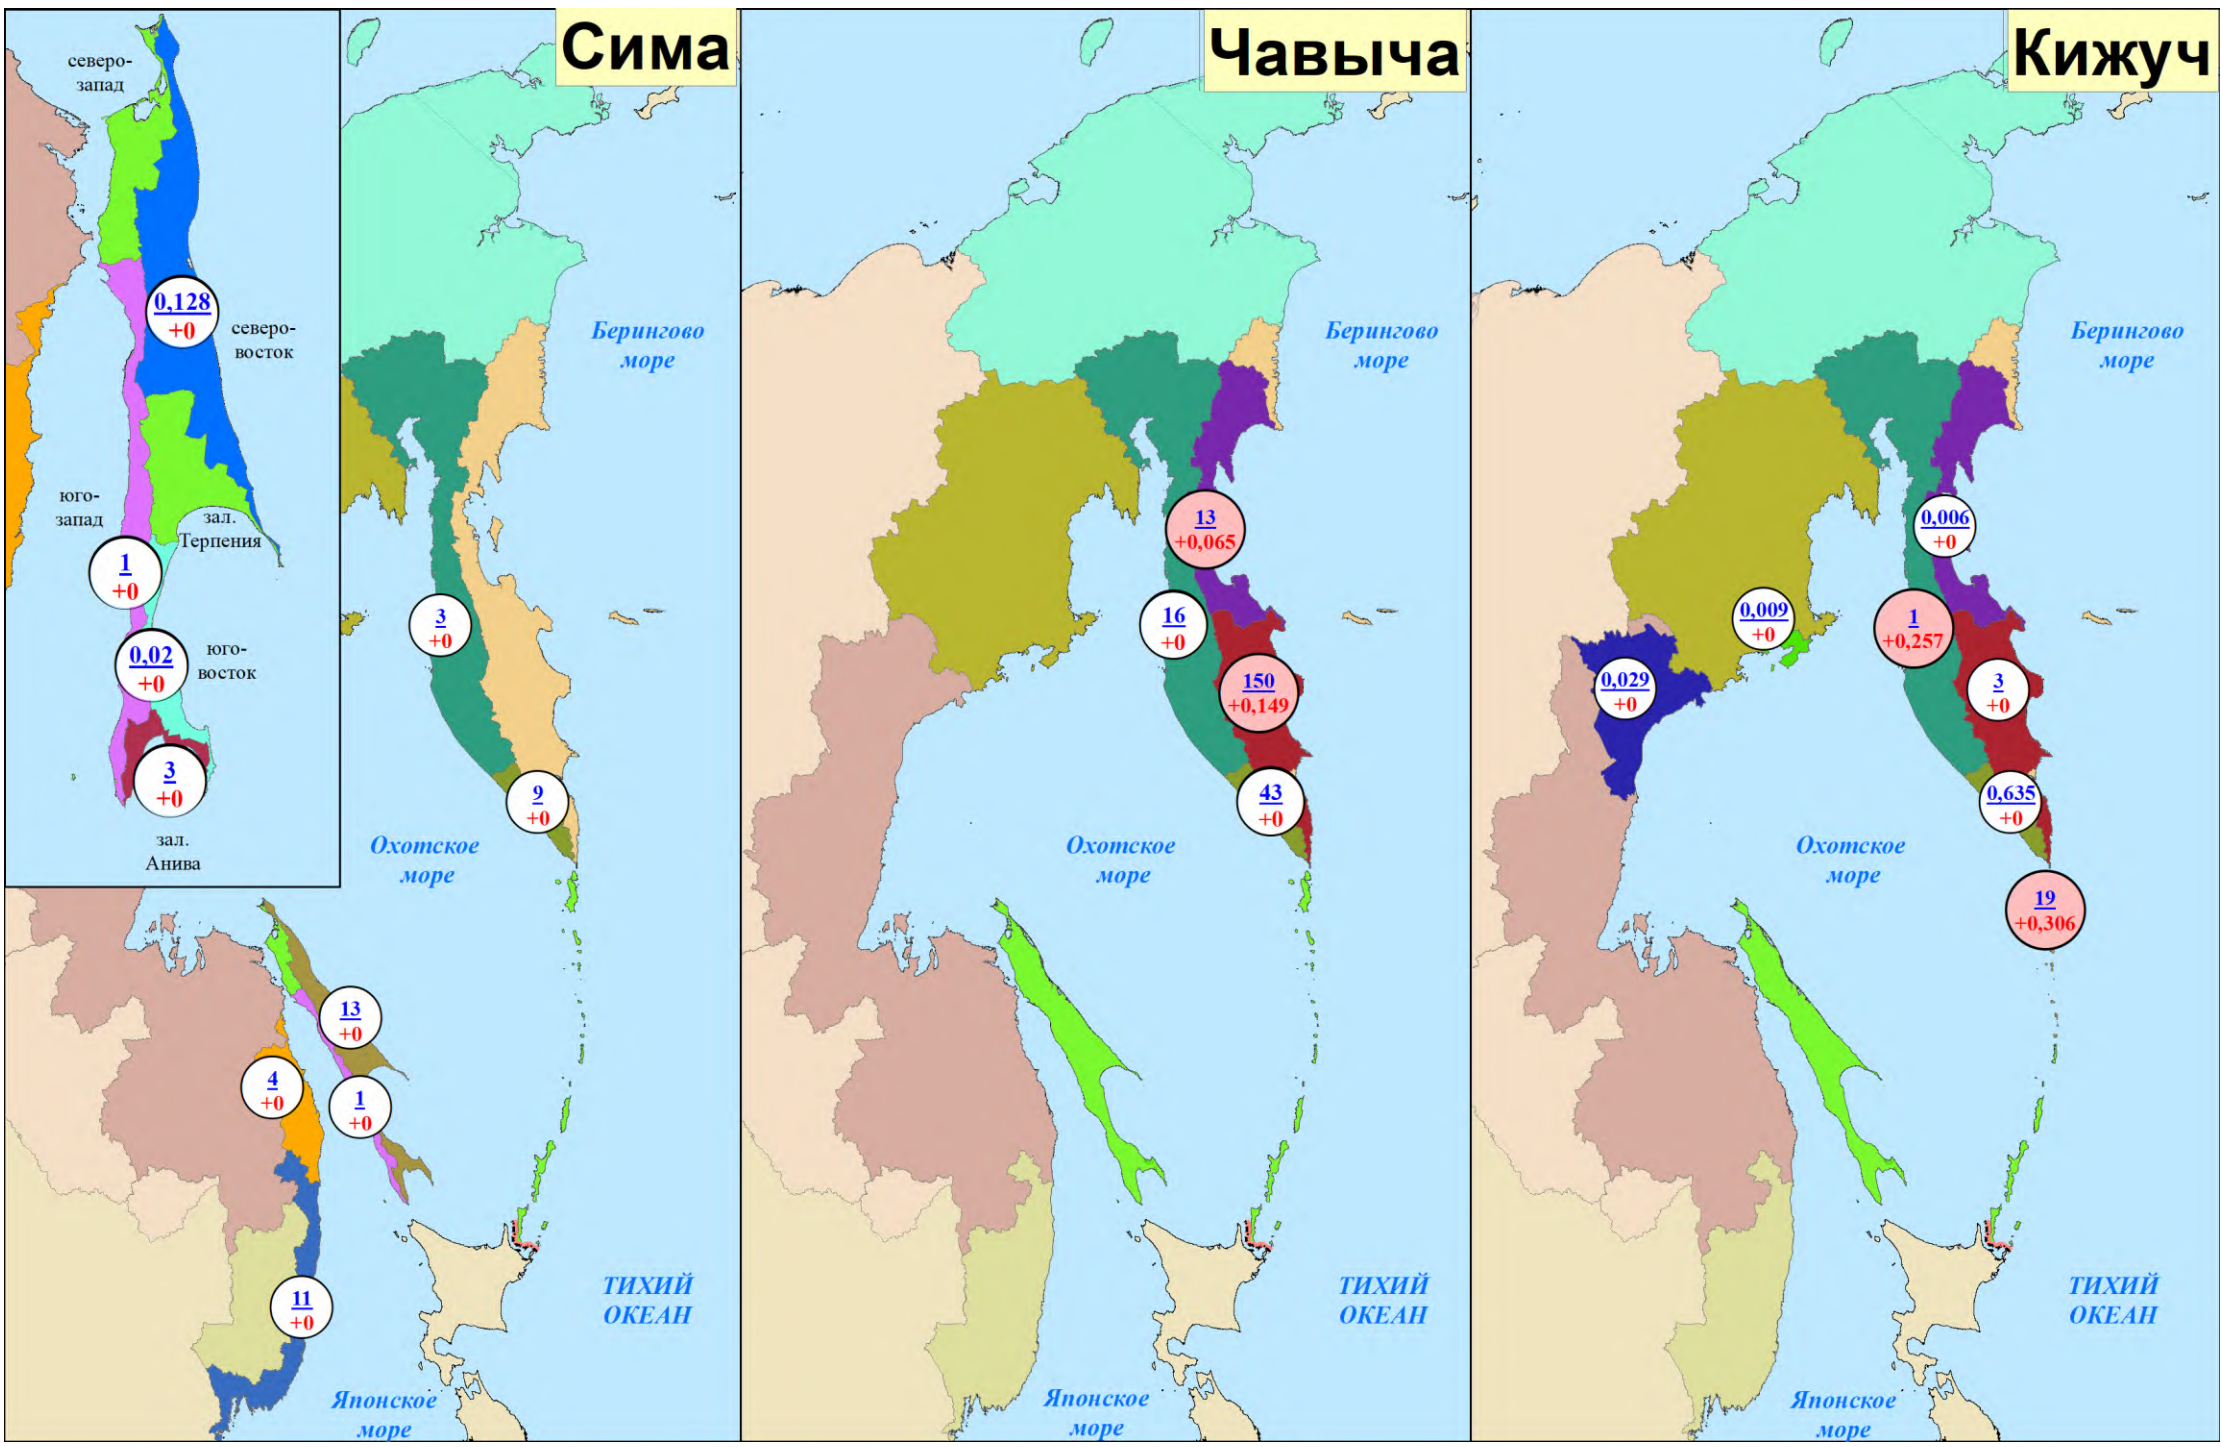 Сима
северо-
запад
0,128
+0
северо-
восток
юго-
запад
зал.
Терпения
1
+0
0,02
+0
юго-
восток
3
+0
зал.
Анива
Берингово
море
3
+0
9
+0
Охотское
море
13
+0
4
+0
1
+0
11
+0
ТИХИЙ
ОКЕАН
Японское
море
Чавыча
Берингово
море
13
+0,065
16
+0
150
+0,149
43
+0
Охотское
море
ТИХИЙ
ОКЕАН
Японское
море
Кижуч
Берингово
море
0,006
+0
0,009
+0
1
+0,257
0,029
+0
3
+0
0,635
+0
Охотское
море
19
+0,306
ТИХИЙ
ОКЕАН
Японское
море